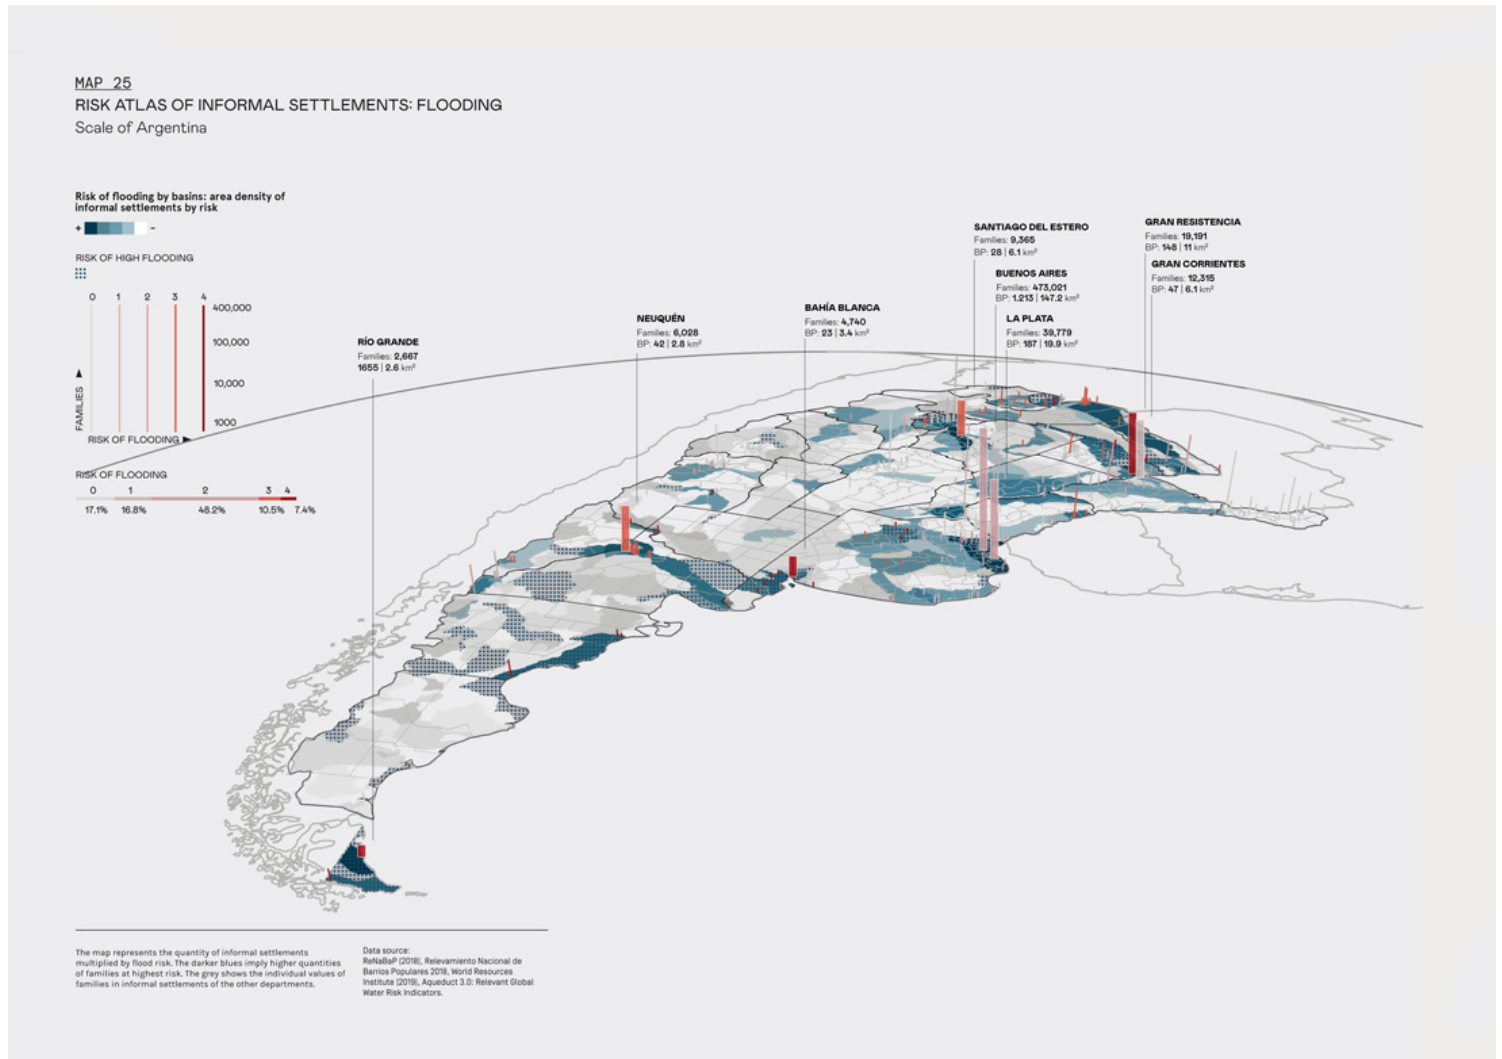 MAP 25
RISK ATLAS OF INFORMAL SETTLEMENTS: FLOODING
Scale of Argentina
Risk of flooding by basins: area density of
informal settlements by risk
+ -
RISK OF HIGH FLOODING
0 1 2 3 4
400,000
100,000
10,000
1000
FAMILIES
RISK OF FLOODING
RISK OF FLOODING
0 1 2 3 4
17.1% 16.8% 48.2% 10.5% 7.4%
RÍO GRANDE
Families: 2,667
1655 | 2.6 km²
NEUQUÉN
Families: 6,028
BP: 42 | 2.8 km²
BAHÍA BLANCA
Families: 4,740
BP: 23 | 3.4 km²
SANTIAGO DEL ESTERO
Families: 9,365
BP: 28 | 6.1 km²
BUENOS AIRES
Families: 473,021
BP: 1.213 | 147.2 km²
LA PLATA
Families: 39,779
BP: 187 | 19.9 km²
GRAN RESISTENCIA
Families: 19,191
BP: 148 | 11 km²
GRAN CORRIENTES
Families: 12,315
BP: 47 | 6.1 km²
The map represents the quantity of informal settlements
multiplied by flood risk. The darker blues imply higher quantities
of families at highest risk. The grey shows the individual values of
families in informal settlements of the other departments.
Data source:
ReNaBaP (2018), Relevamiento Nacional de
Barrios Populares 2018, World Resources
Institute (2019), Aqueduct 3.0: Relevant Global
Water Risk Indicators.